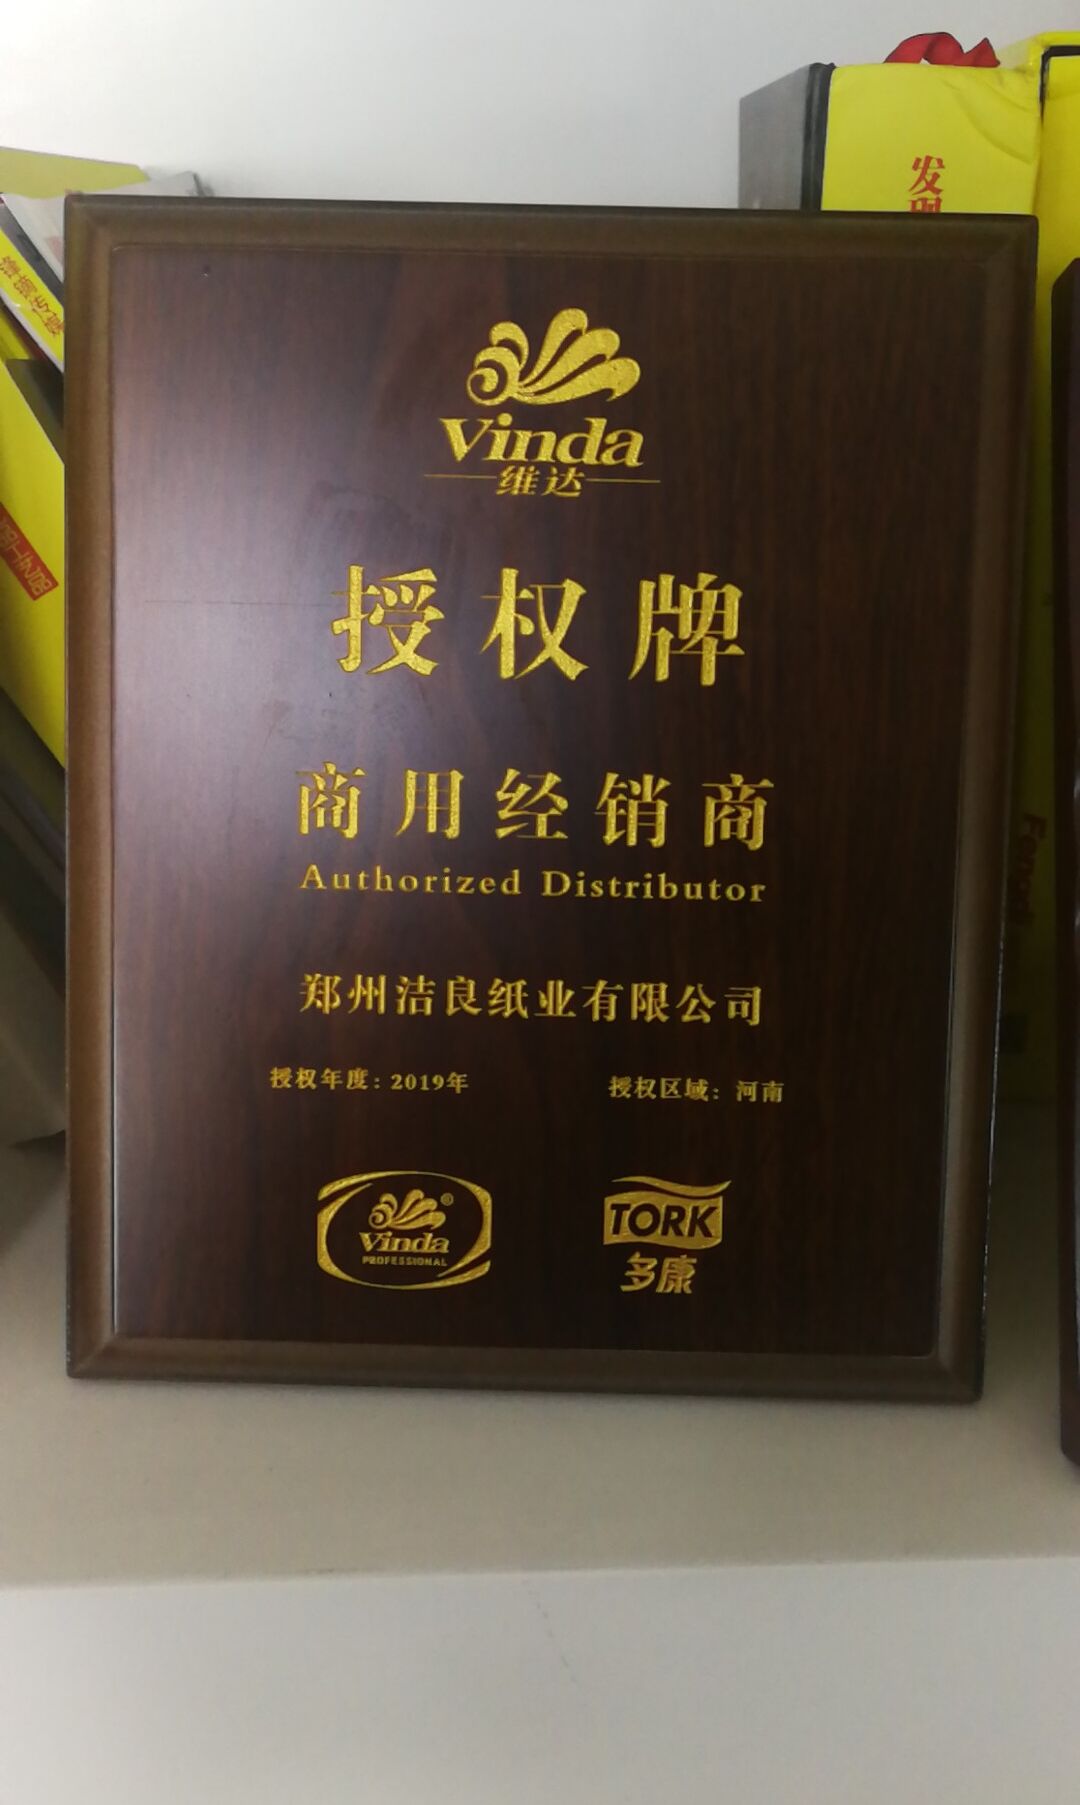 发明
Vinda
维达
授权牌
商用经销商
Authorized Distributor
郑州洁良纸业有限公司
授权年度：2019年
授权区域：河南
Vinda®
PROFESSIONAL
TORK
多康